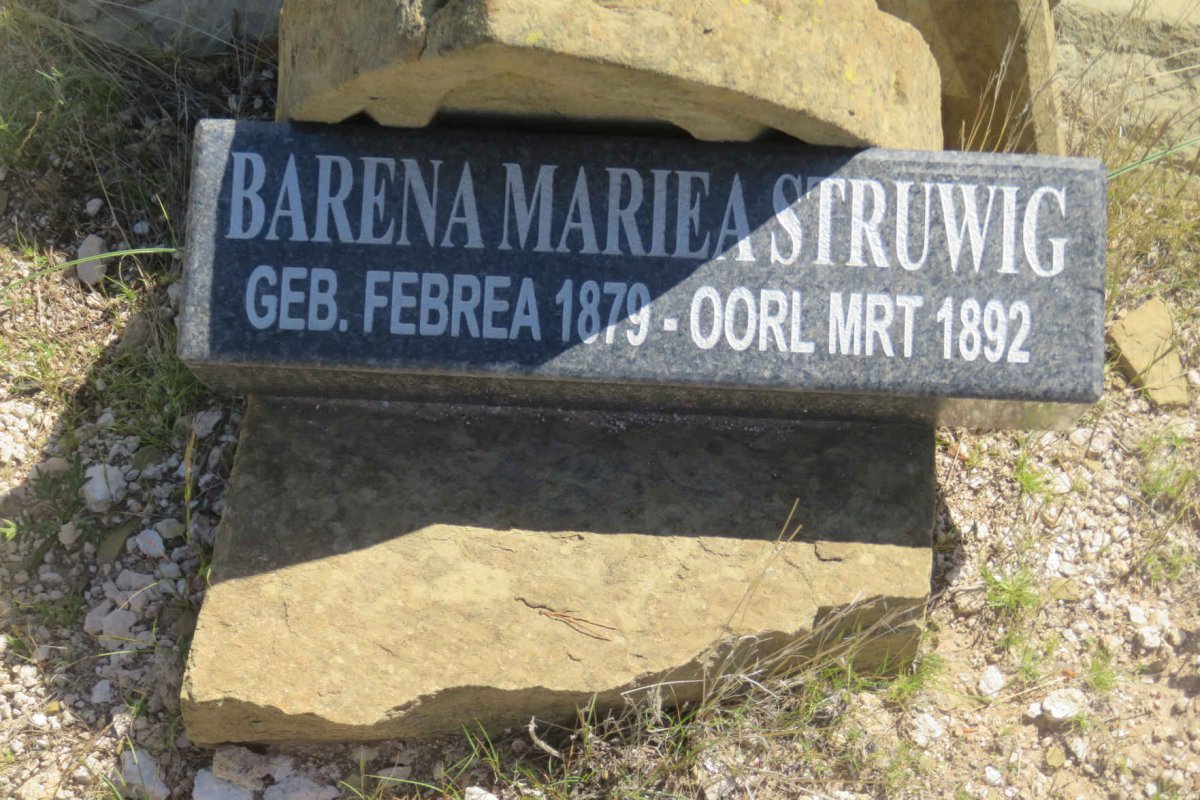 BARENA MARIEA STRUWIG
GEB. FEBREA 1879 - OORL MRT 1892